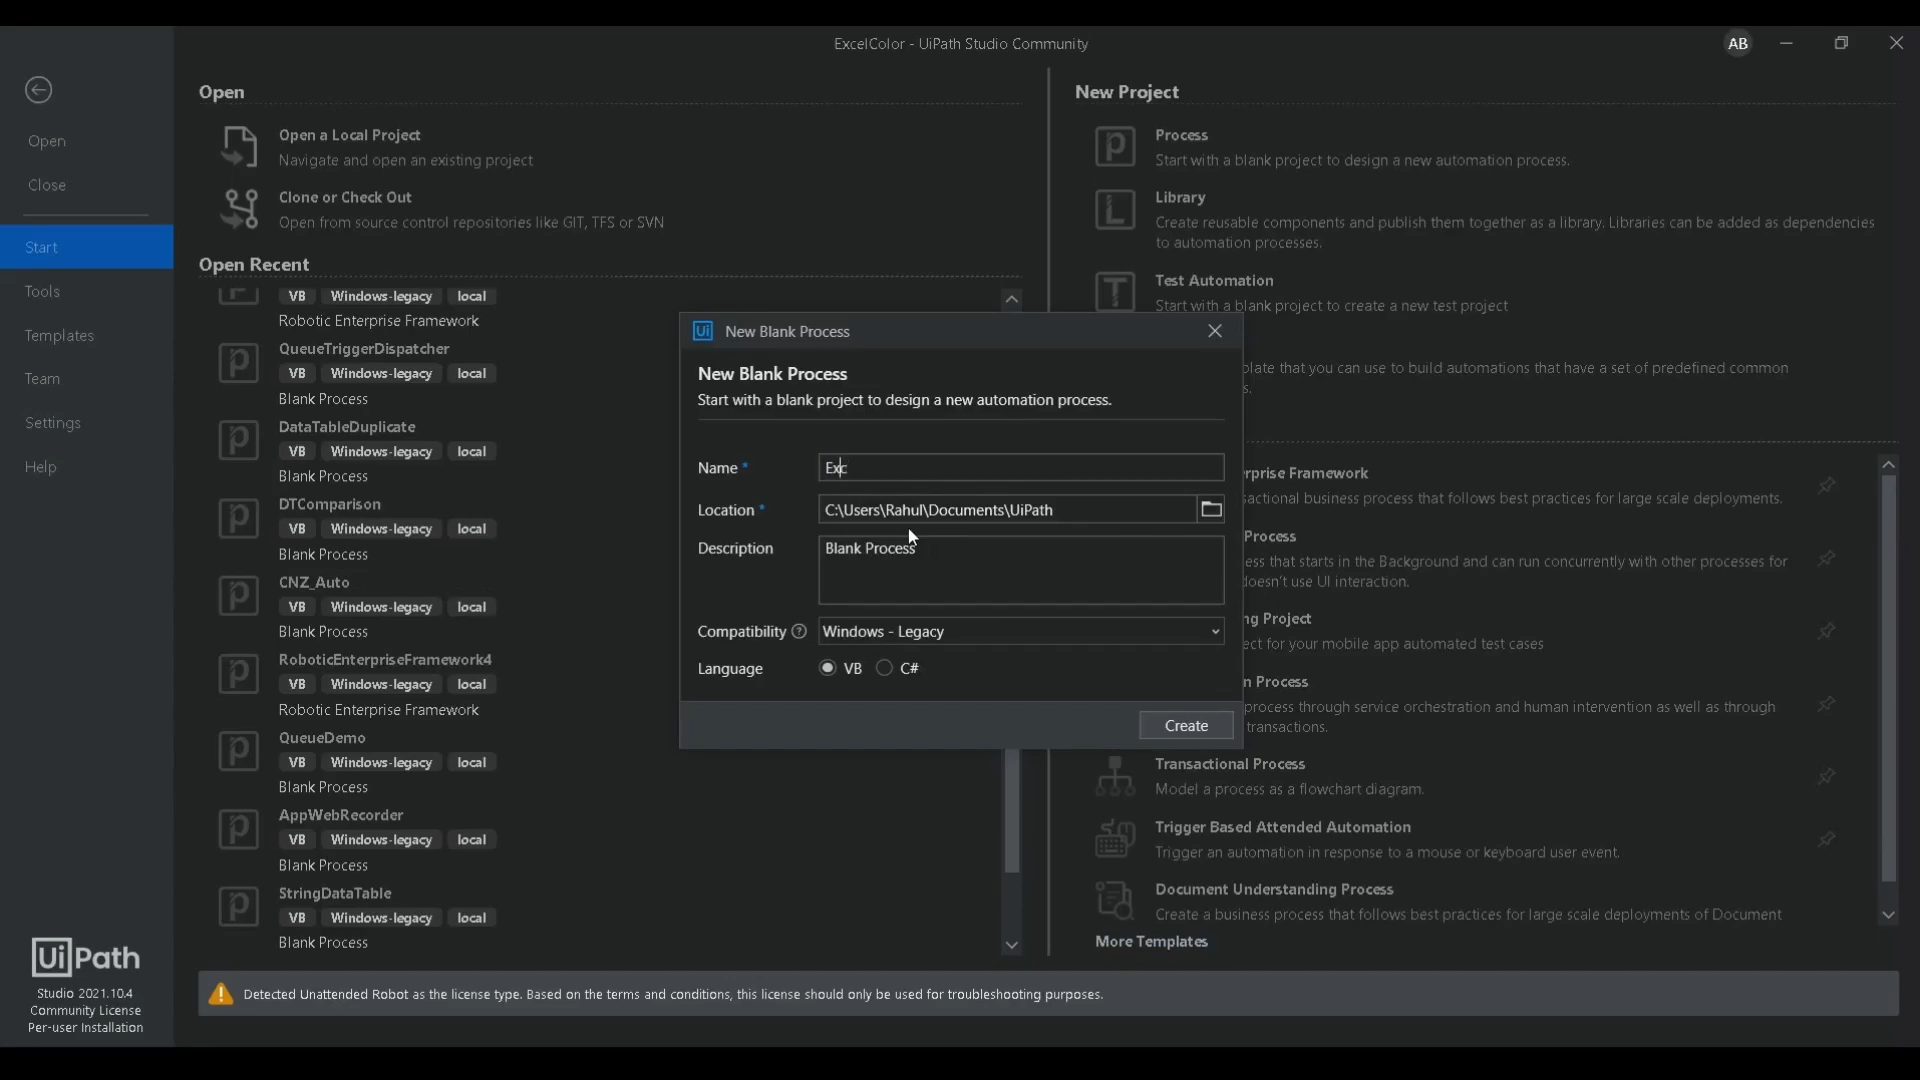 ExcelColor - UiPath Studio Community
AB
Open
Close
Start
Tools
Templates
Team
Settings
Help
UiPath
Studio 2021.10.4
Community License
Per-user Installation
Open
Open a Local Project
Navigate and open an existing project
Clone or Check Out
Open from source control repositories like GIT, TFS or SVN
Open Recent
VB Windows-legacy local
Robotic Enterprise Framework
QueueTriggerDispatcher
VB Windows-legacy local
Blank Process
DataTableDuplicate
VB Windows-legacy local
Blank Process
DTComparison
VB Windows-legacy local
Blank Process
CNZ_Auto
VB Windows-legacy local
Blank Process
RoboticEnterpriseFramework4
VB Windows-legacy local
Robotic Enterprise Framework
QueueDemo
VB Windows-legacy local
Blank Process
AppWebRecorder
VB Windows-legacy local
Blank Process
StringDataTable
VB Windows-legacy local
Blank Process
New Project
Process
Start with a blank project to design a new automation process.
Library
Create reusable components and publish them together as a library. Libraries can be added as dependencies
to automation processes.
Test Automation
Start with a blank project to create a new test project
that you can use to build automations that have a set of predefined common
Framework
business process that follows best practices for large scale deployments.
Process
that starts in the Background and can run concurrently with other processes for
doesn't use UI interaction.
Project
for your mobile app automated test cases
Process
process through service orchestration and human intervention as well as through
transactions.
Transactional Process
Model a process as a flowchart diagram.
Trigger Based Attended Automation
Trigger an automation in response to a mouse or keyboard user event.
Document Understanding Process
Create a business process that follows best practices for large scale deployments of Document
More Templates
Ui New Blank Process
New Blank Process
Start with a blank project to design a new automation process.
Name * Exc
Location * C:\Users\Rahul\Documents\UiPath
Description Blank Process
Compatibility ? Windows - Legacy
Language VB C#
Create
Detected Unattended Robot as the license type. Based on the terms and conditions, this license should only be used for troubleshooting purposes.